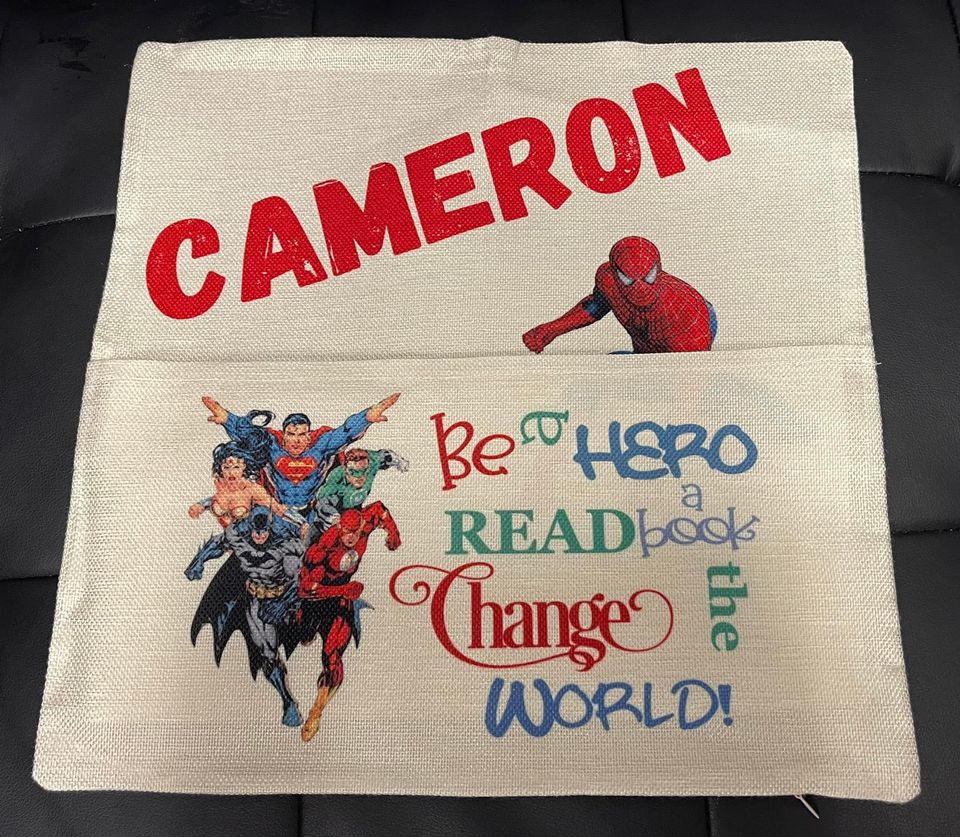 CAMERON
Be a HERO
READ a book
Change the
WORLD!